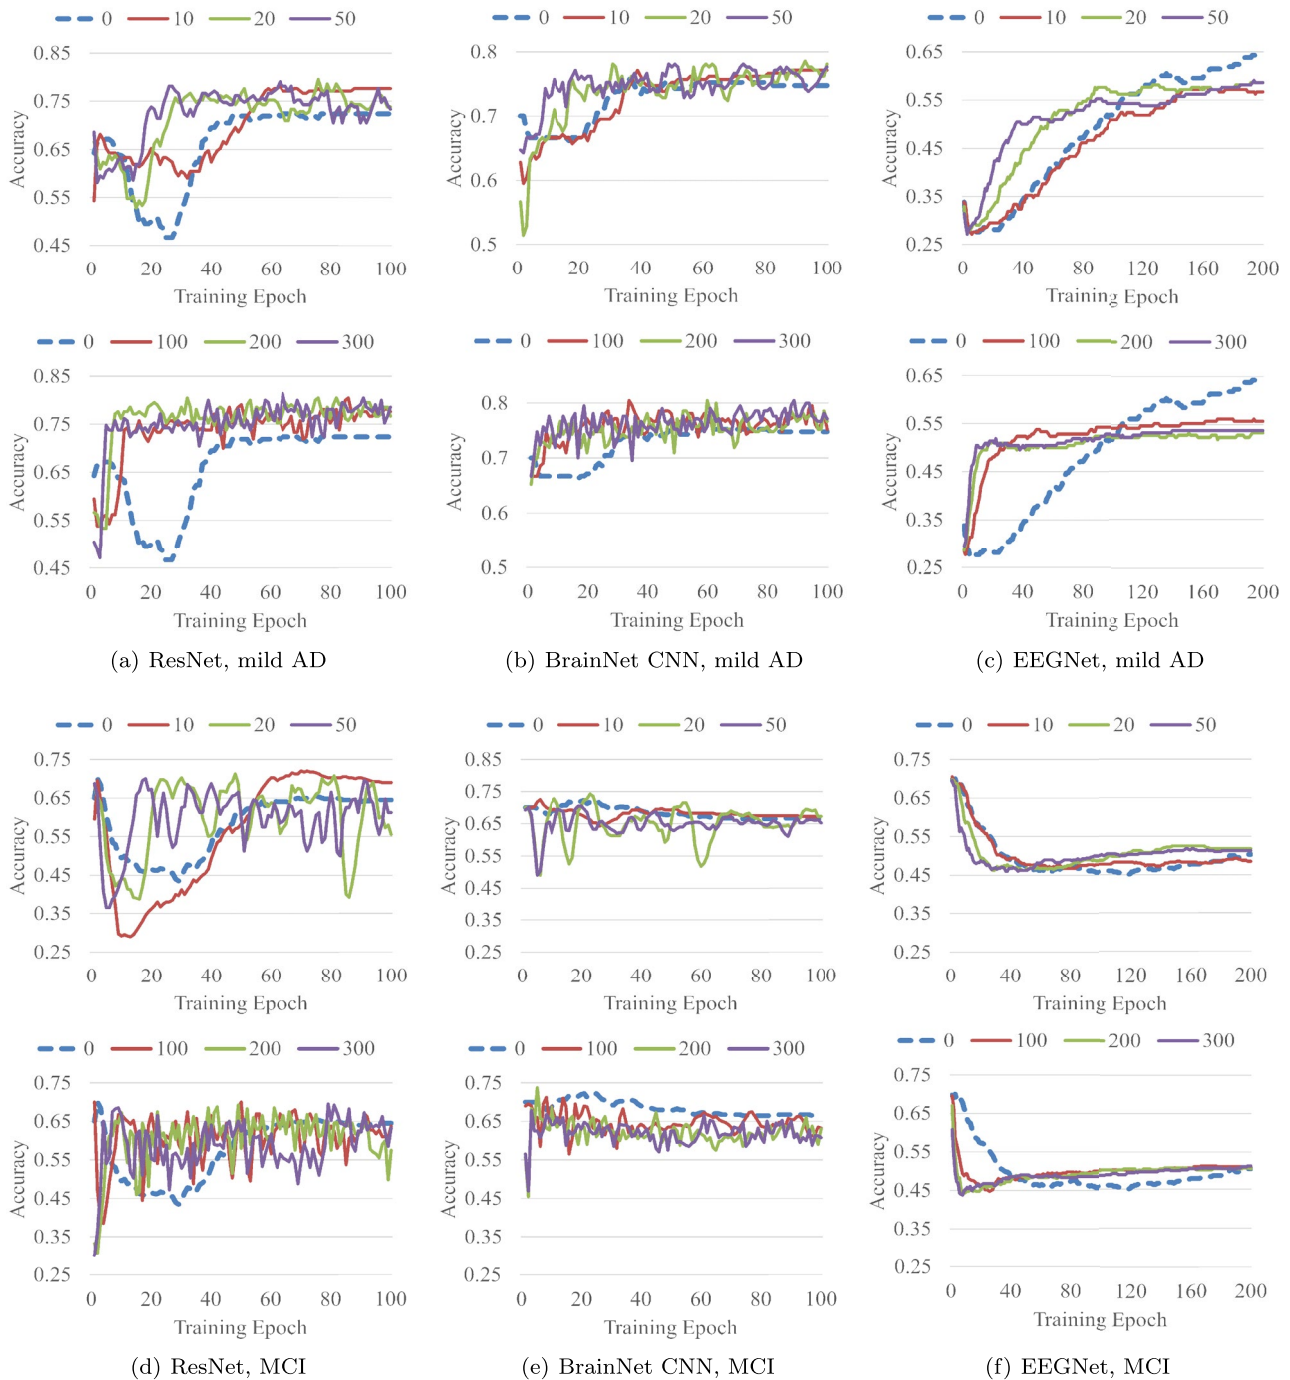 0 10 20 50
0.85
0.75
0.65
0.55
0.45
Accuracy
0 20 40 60 80 100
Training Epoch
0 10 20 50
0.8
0.7
0.6
0.5
Accuracy
0 20 40 60 80 100
Training Epoch
0 10 20 50
0.65
0.55
0.45
0.35
0.25
Accuracy
0 40 80 120 160 200
Training Epoch
0 100 200 300
0.85
0.75
0.65
0.55
0.45
Accuracy
0 20 40 60 80 100
Training Epoch
0 100 200 300
0.8
0.7
0.6
0.5
Accuracy
0 20 40 60 80 100
Training Epoch
0 100 200 300
0.65
0.55
0.45
0.35
0.25
Accuracy
0 40 80 120 160 200
Training Epoch
(a) ResNet, mild AD
(b) BrainNet CNN, mild AD
(c) EEGNet, mild AD
0 10 20 50
0.75
0.65
0.55
0.45
0.35
0.25
Accuracy
0 20 40 60 80 100
Training Epoch
0 10 20 50
0.85
0.75
0.65
0.55
0.45
0.35
0.25
Accuracy
0 20 40 60 80 100
Training Epoch
0 10 20 50
0.75
0.65
0.55
0.45
0.35
0.25
Accuracy
0 40 80 120 160 200
Training Epoch
0 100 200 300
0.75
0.65
0.55
0.45
0.35
0.25
Accuracy
0 20 40 60 80 100
Training Epoch
0 100 200 300
0.75
0.65
0.55
0.45
0.35
0.25
Accuracy
0 20 40 60 80 100
Training Epoch
0 100 200 300
0.75
0.65
0.55
0.45
0.35
0.25
Accuracy
0 40 80 120 160 200
Training Epoch
(d) ResNet, MCI
(e) BrainNet CNN, MCI
(f) EEGNet, MCI